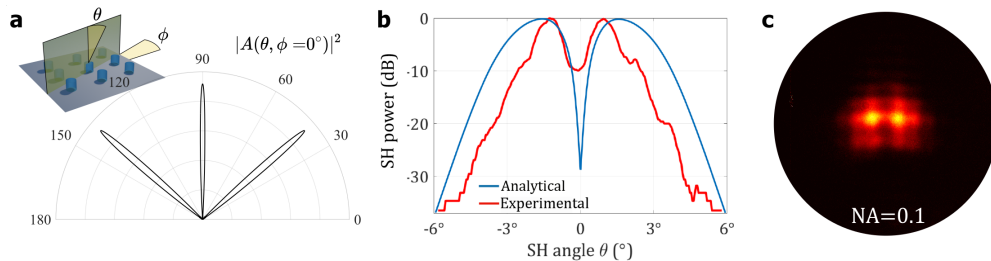 a
θ
ϕ
|A(θ, ϕ =0°)|²
90
120
60
150
30
180
0
b
SH power (dB)
0
-10
-20
-30
Analytical
Experimental
-6°
-3°
0
3°
6°
SH angle θ (°)
c
NA=0.1